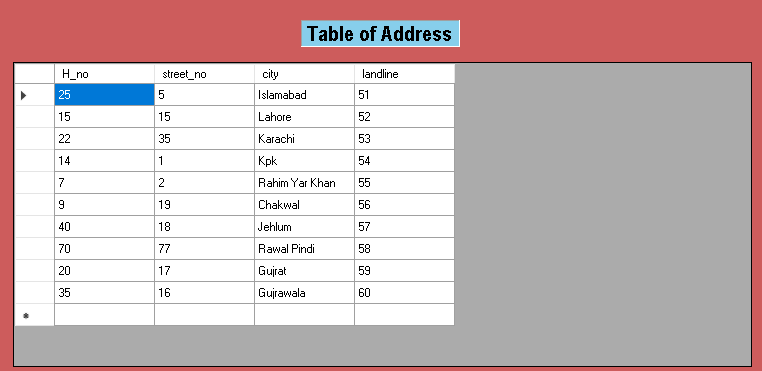 Table of Address
H_no street_no city landline
25 5 Islamabad 51
15 15 Lahore 52
22 35 Karachi 53
14 1 Kpk 54
7 2 Rahim Yar Khan 55
9 19 Chakwal 56
40 18 Jehlum 57
70 77 Rawal Pindi 58
20 17 Gujrat 59
35 16 Gujrawala 60